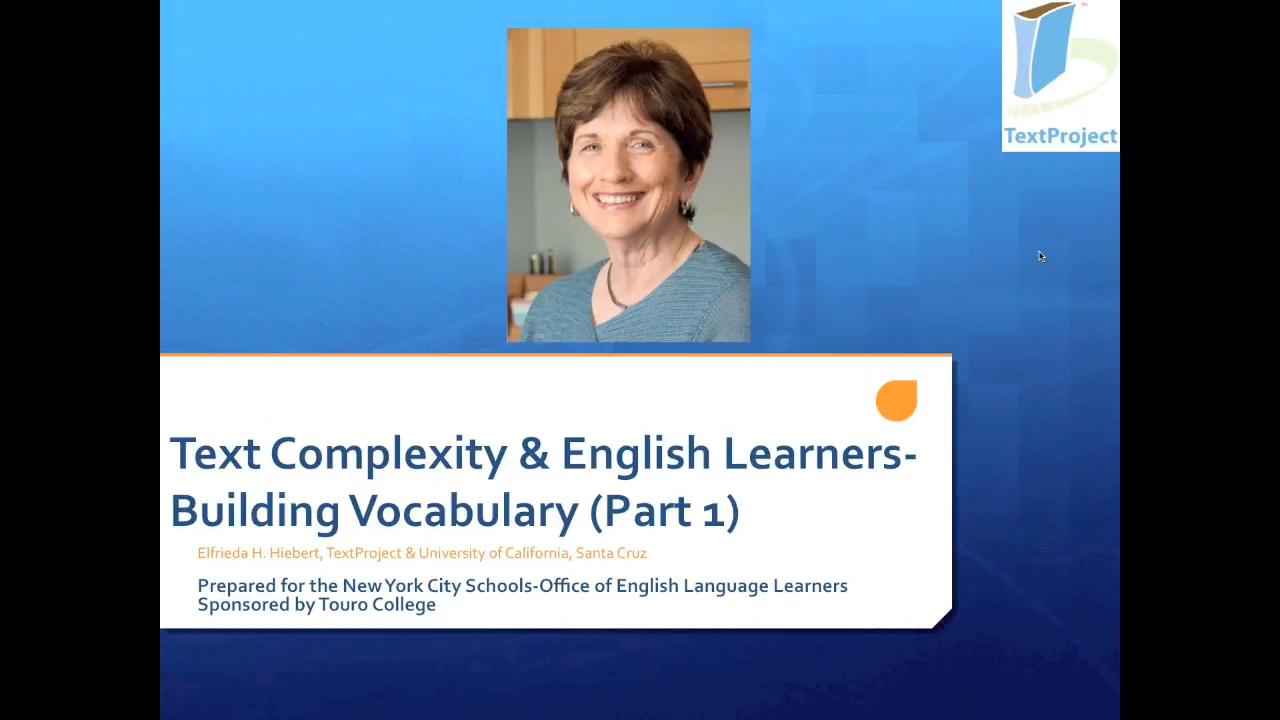 TextProject
Text Complexity & English Learners-
Building Vocabulary (Part 1)
Elfrieda H. Hiebert, TextProject & University of California, Santa Cruz
Prepared for the New York City Schools-Office of English Language Learners
Sponsored by Touro College